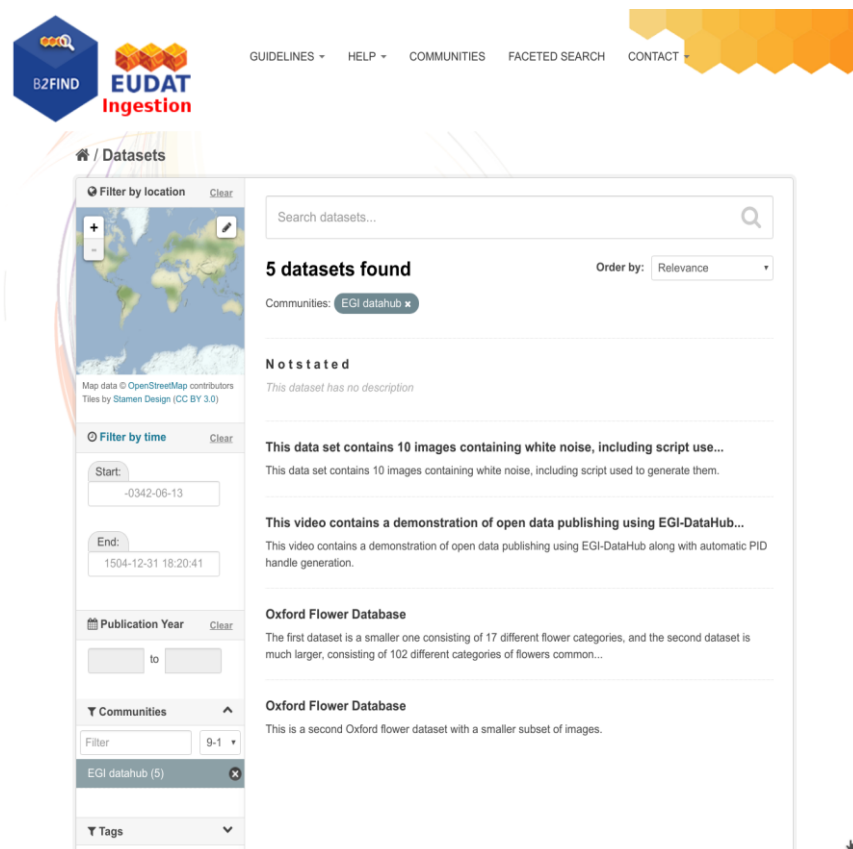 B2FIND
EUDAT
Ingestion
GUIDELINES HELP COMMUNITIES FACETED SEARCH CONTACT
/ Datasets
Filter by location Clear
+
-
Map data © OpenStreetMap contributors
Tiles by Stamen Design (CC BY 3.0)
Filter by time Clear
Start:
-0342-06-13
End:
1504-12-31 18:20:41
Publication Year Clear
to
Communities
Filter 9-1
EGI datahub (5)
Tags
Search datasets...
5 datasets found
Order by: Relevance
Communities: EGI datahub x
N o t s t a t e d
This dataset has no description
This data set contains 10 images containing white noise, including script use...
This data set contains 10 images containing white noise, including script used to generate them.
This video contains a demonstration of open data publishing using EGI-DataHub...
This video contains a demonstration of open data publishing using EGI-DataHub along with automatic PID
handle generation.
Oxford Flower Database
The first dataset is a smaller one consisting of 17 different flower categories, and the second dataset is
much larger, consisting of 102 different categories of flowers common...
Oxford Flower Database
This is a second Oxford flower dataset with a smaller subset of images.